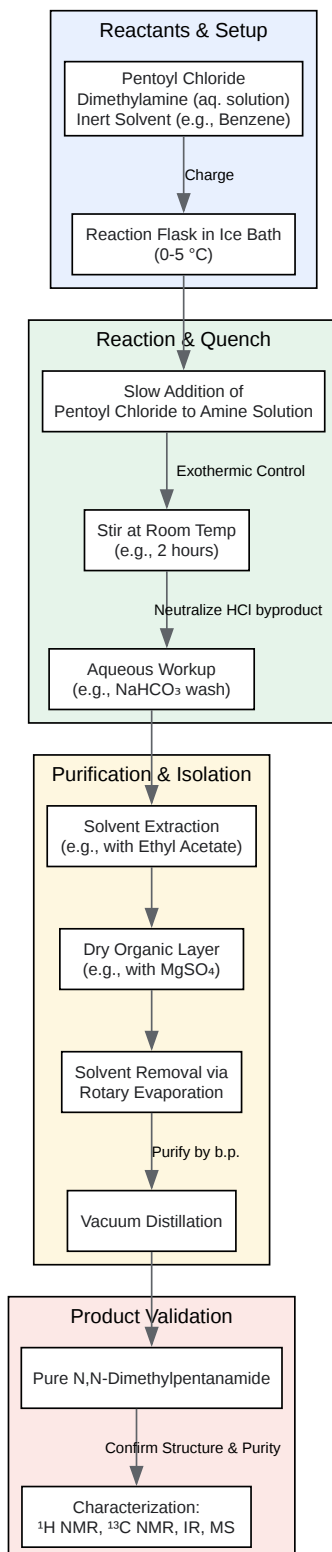 Reactants & Setup
Pentoyl Chloride
Dimethylamine (aq. solution)
Inert Solvent (e.g., Benzene)
Charge
Reaction Flask in Ice Bath
(0-5 °C)
Reaction & Quench
Slow Addition of
Pentoyl Chloride to Amine Solution
Exothermic Control
Stir at Room Temp
(e.g., 2 hours)
Neutralize HCl byproduct
Aqueous Workup
(e.g., NaHCO₃ wash)
Purification & Isolation
Solvent Extraction
(e.g., with Ethyl Acetate)
Dry Organic Layer
(e.g., with MgSO₄)
Solvent Removal via
Rotary Evaporation
Purify by b.p.
Vacuum Distillation
Product Validation
Pure N,N-Dimethylpentanamide
Confirm Structure & Purity
Characterization:
¹H NMR, ¹³C NMR, IR, MS